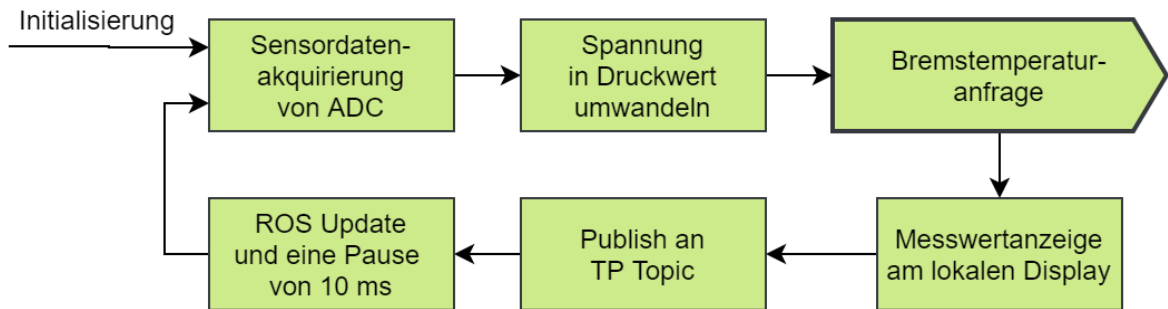 Initialisierung
Sensordaten-
akquirierung
von ADC
Spannung
in Druckwert
umwandeln
Bremstemperatur-
anfrage
Messwertanzeige
am lokalen Display
Publish an
TP Topic
ROS Update
und eine Pause
von 10 ms